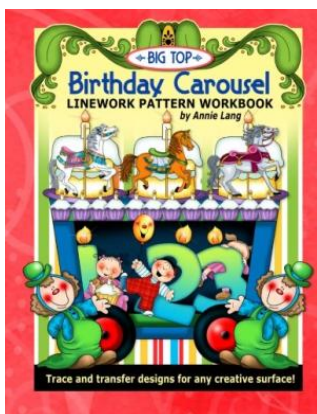 BIG TOP
Birthday Carousel
LINEWORK PATTERN WORKBOOK
by Annie Lang
123
Trace and transfer designs for any creative surface!